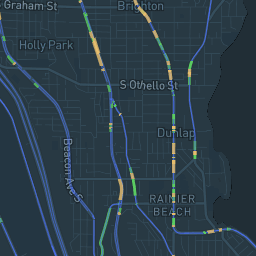 Graham St
Brighton
Holly Park
S Othello St
Dunlap
Beacon Ave S
RAINIER
BEACH